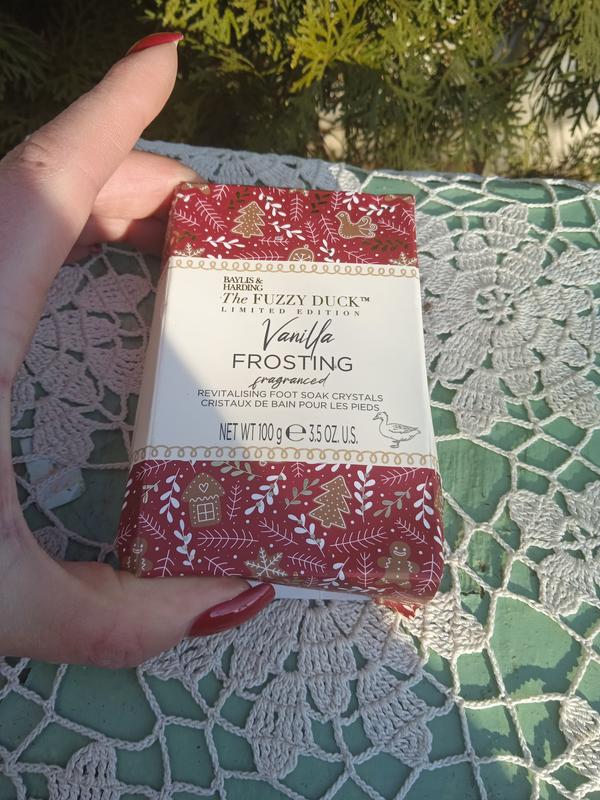 BAYLIS &
HARDING
The FUZZY DUCK™
LIMITED EDITION
Vanilla
FROSTING
fragranced
REVITALISING FOOT SOAK CRYSTALS
CRISTAUX DE BAIN POUR LES PIEDS
NET WT 100 g ℮ 3.5 OZ. U.S.